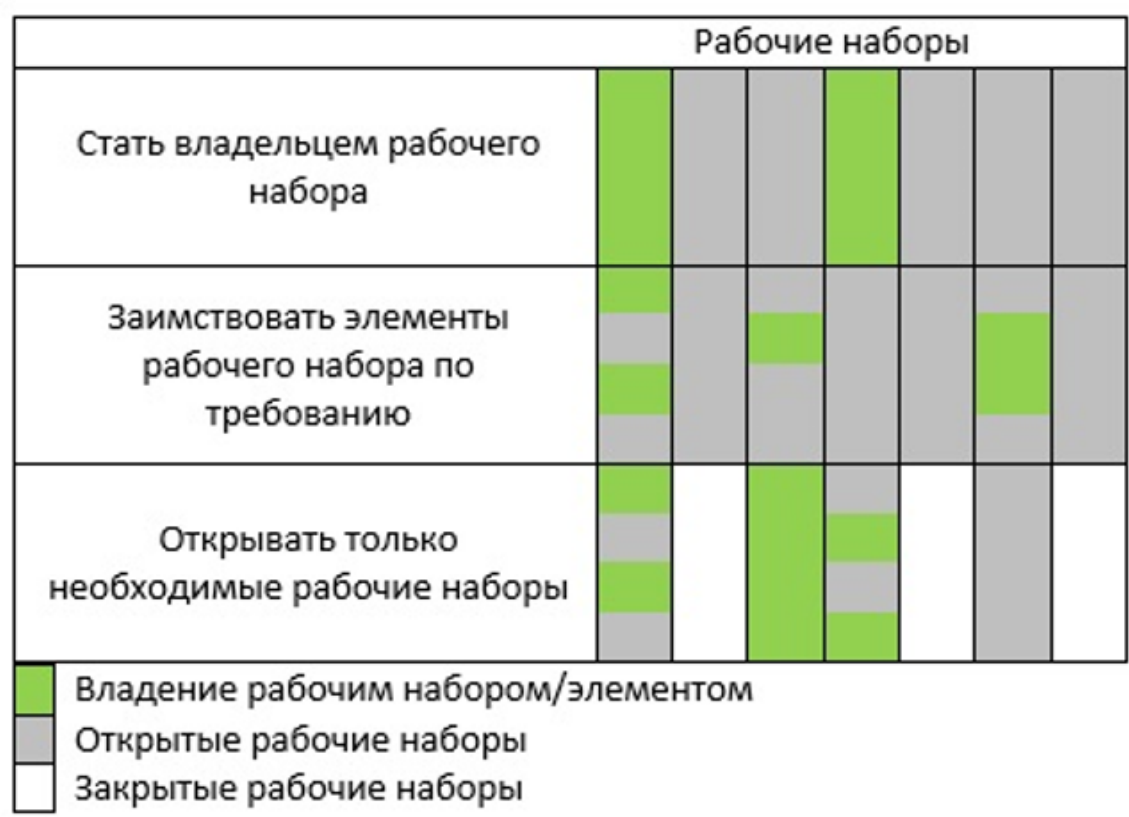 Рабочие наборы
Стать владельцем рабочего
набора
Заимствовать элементы
рабочего набора по
требованию
Открывать только
необходимые рабочие наборы
Владение рабочим набором/элементом
Открытые рабочие наборы
Закрытые рабочие наборы